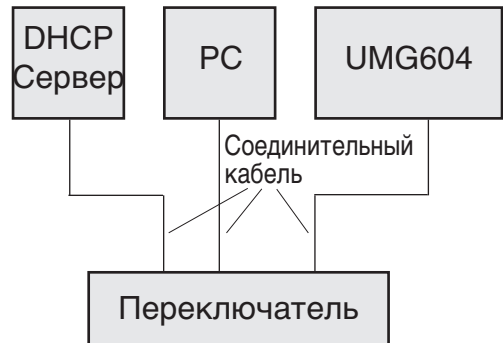 DHCP
Сервер
PC
UMG604
Соединительный
кабель
Переключатель